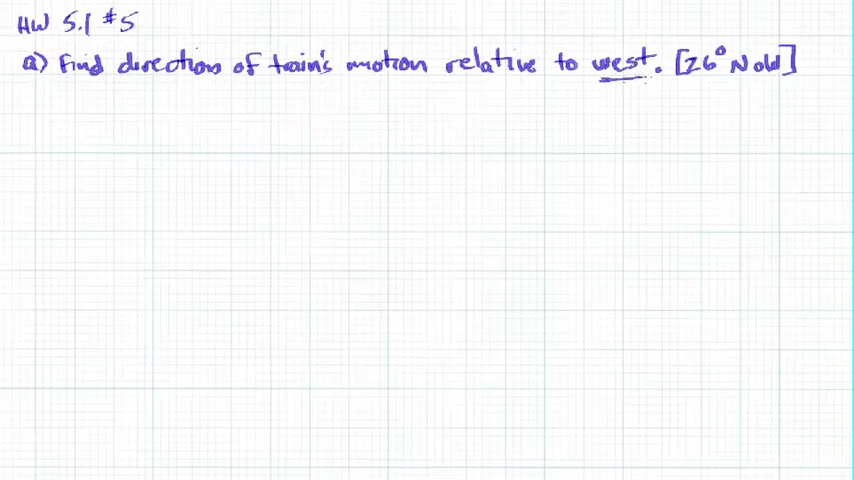 HW 5.1 #5
a) Find direction of train's motion relative to west. [26° N of W]